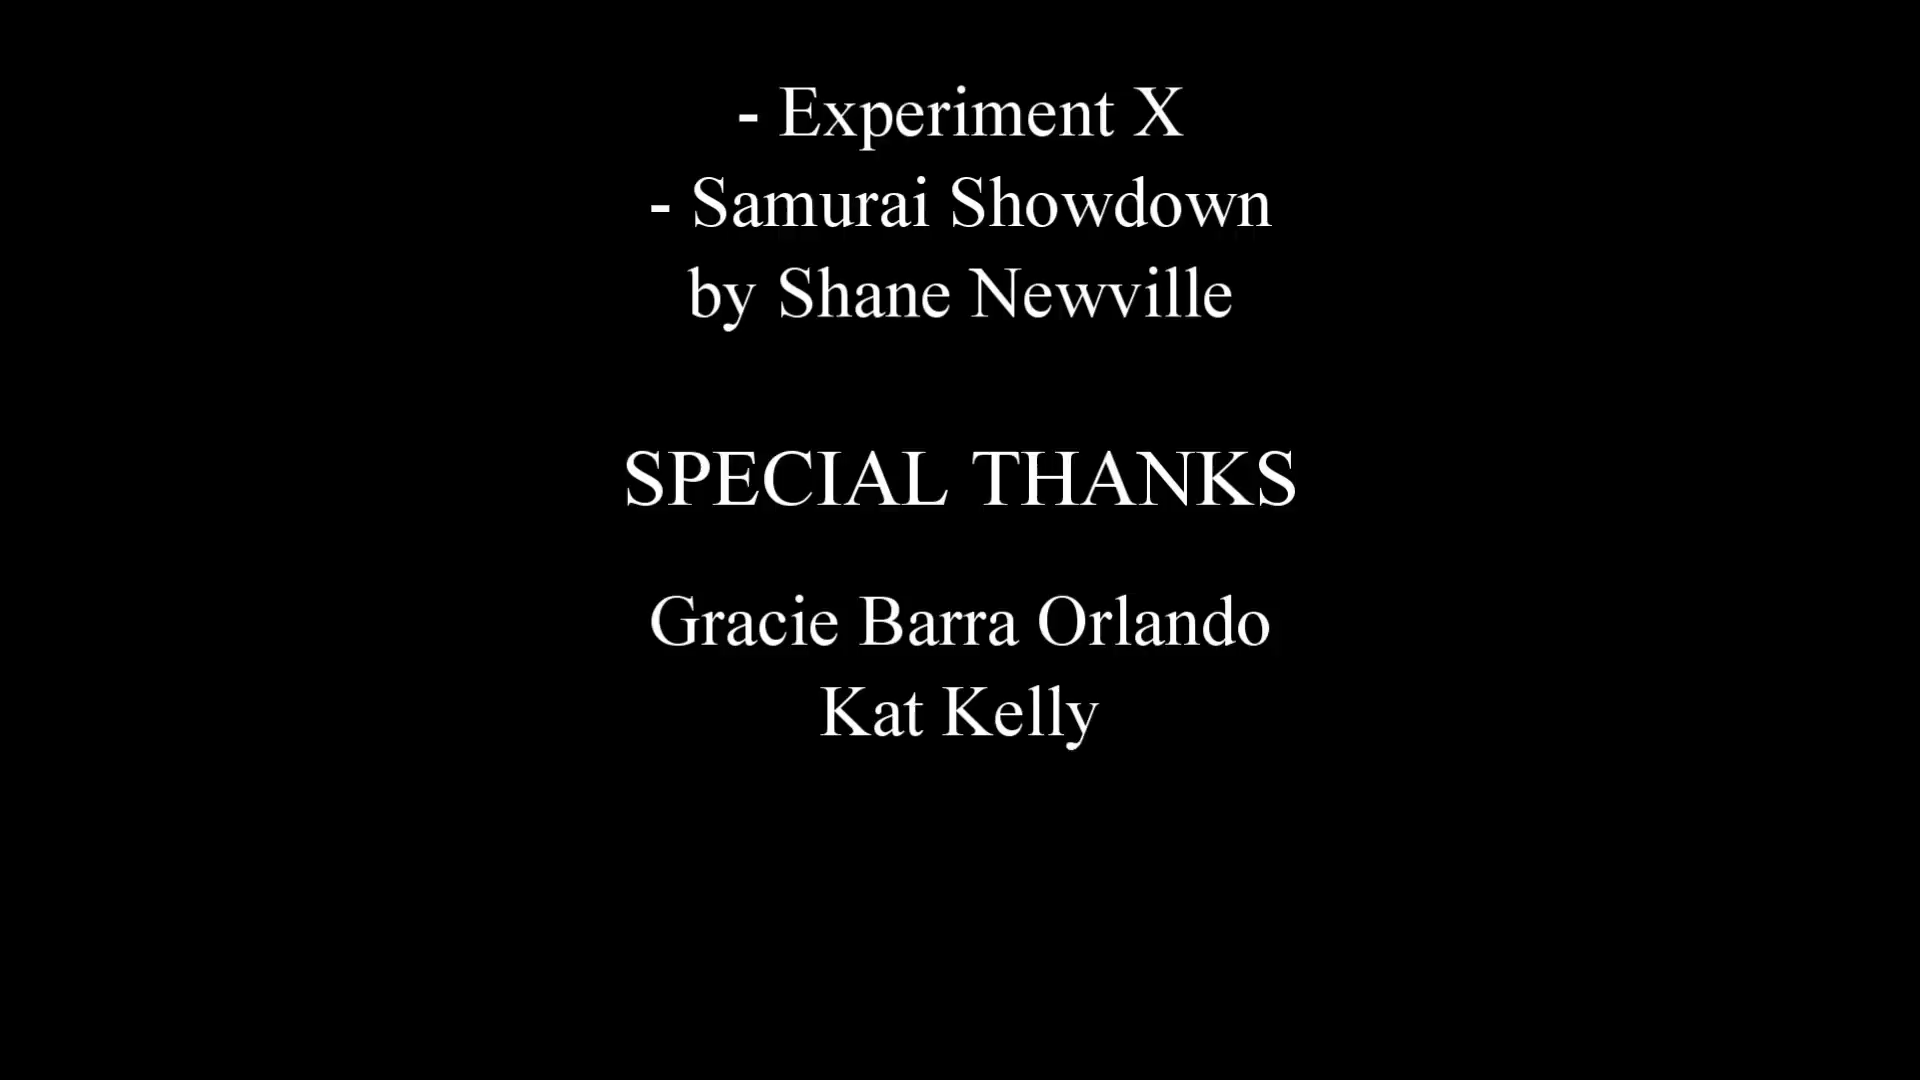 - Experiment X
- Samurai Showdown
by Shane Newville
SPECIAL THANKS
Gracie Barra Orlando
Kat Kelly